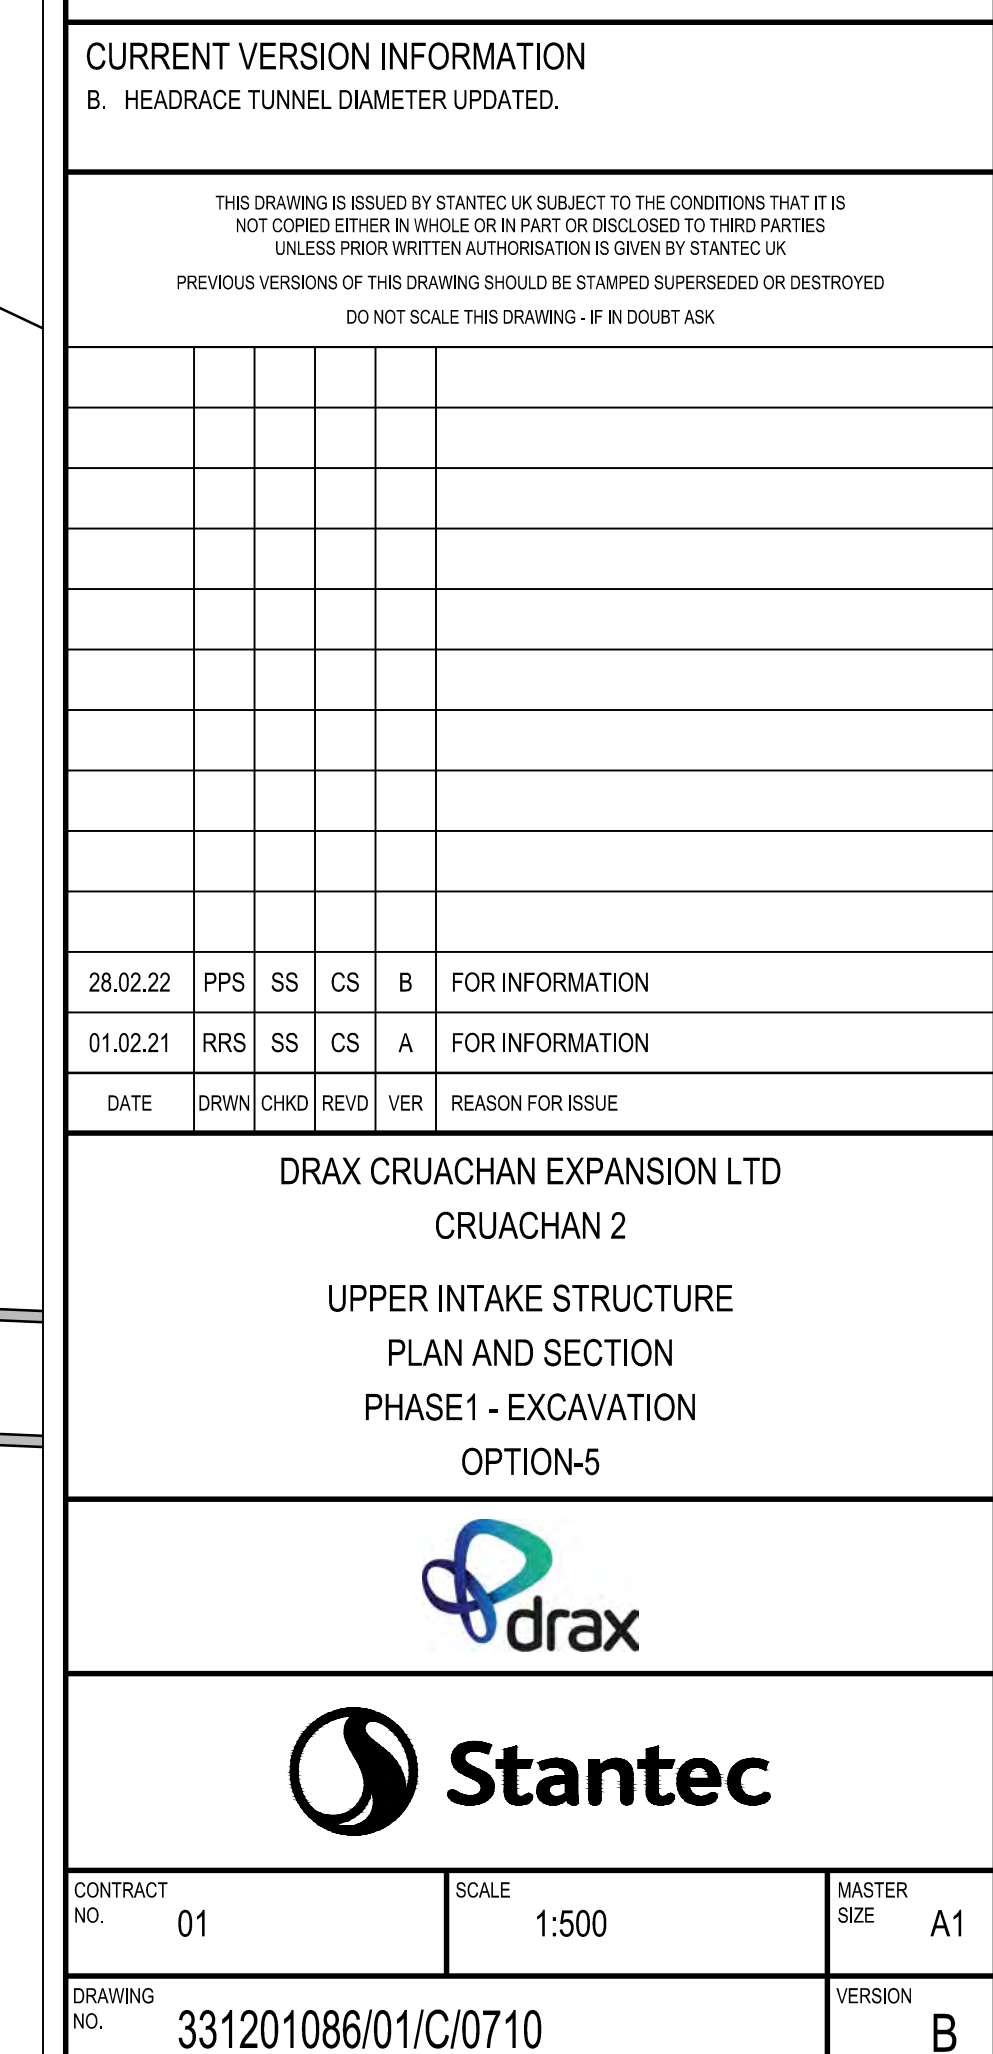 CURRENT VERSION INFORMATION
B. HEADRACE TUNNEL DIAMETER UPDATED.
THIS DRAWING IS ISSUED BY STANTEC UK SUBJECT TO THE CONDITIONS THAT IT IS
NOT COPIED EITHER IN WHOLE OR IN PART OR DISCLOSED TO THIRD PARTIES
UNLESS PRIOR WRITTEN AUTHORISATION IS GIVEN BY STANTEC UK
PREVIOUS VERSIONS OF THIS DRAWING SHOULD BE STAMPED SUPERSEDED OR DESTROYED
DO NOT SCALE THIS DRAWING - IF IN DOUBT ASK
28.02.22 PPS SS CS B FOR INFORMATION
01.02.21 RRS SS CS A FOR INFORMATION
DATE DRWN CHKD REVD VER REASON FOR ISSUE
DRAX CRUACHAN EXPANSION LTD
CRUACHAN 2
UPPER INTAKE STRUCTURE
PLAN AND SECTION
PHASE1 - EXCAVATION
OPTION-5
drax
Stantec
CONTRACT
NO. 01
SCALE
1:500
MASTER
SIZE A1
DRAWING
NO. 331201086/01/C/0710
VERSION
B